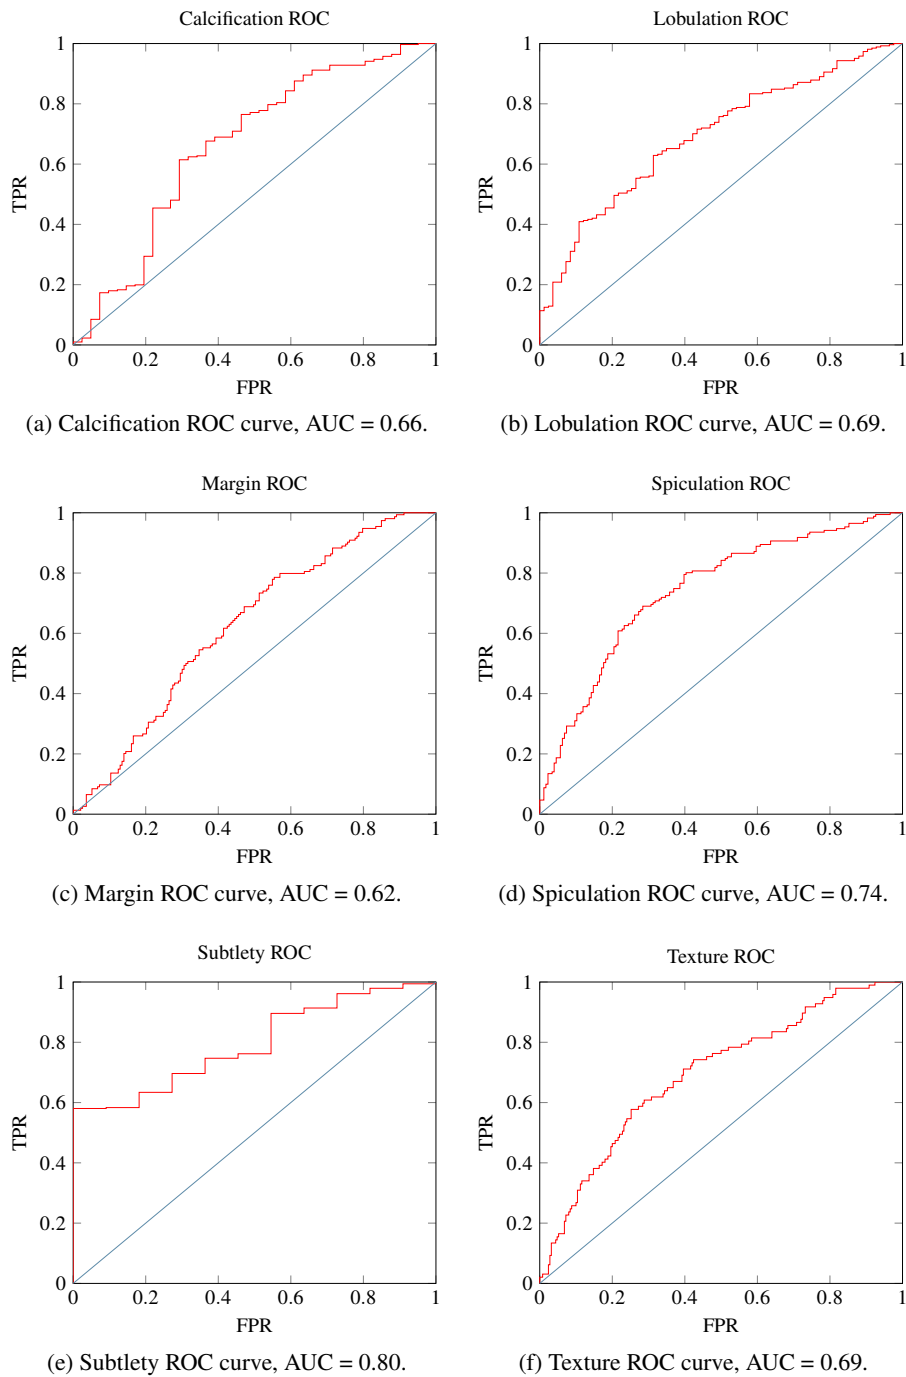 Calcification ROC
1
0.8
0.6
TPR
0.4
0.2
0
0 0.2 0.4 0.6 0.8 1
FPR
(a) Calcification ROC curve, AUC = 0.66.
Lobulation ROC
1
0.8
0.6
TPR
0.4
0.2
0
0 0.2 0.4 0.6 0.8 1
FPR
(b) Lobulation ROC curve, AUC = 0.69.
Margin ROC
1
0.8
0.6
TPR
0.4
0.2
0
0 0.2 0.4 0.6 0.8 1
FPR
(c) Margin ROC curve, AUC = 0.62.
Spiculation ROC
1
0.8
0.6
TPR
0.4
0.2
0
0 0.2 0.4 0.6 0.8 1
FPR
(d) Spiculation ROC curve, AUC = 0.74.
Subtlety ROC
1
0.8
0.6
TPR
0.4
0.2
0
0 0.2 0.4 0.6 0.8 1
FPR
(e) Subtlety ROC curve, AUC = 0.80.
Texture ROC
1
0.8
0.6
TPR
0.4
0.2
0
0 0.2 0.4 0.6 0.8 1
FPR
(f) Texture ROC curve, AUC = 0.69.